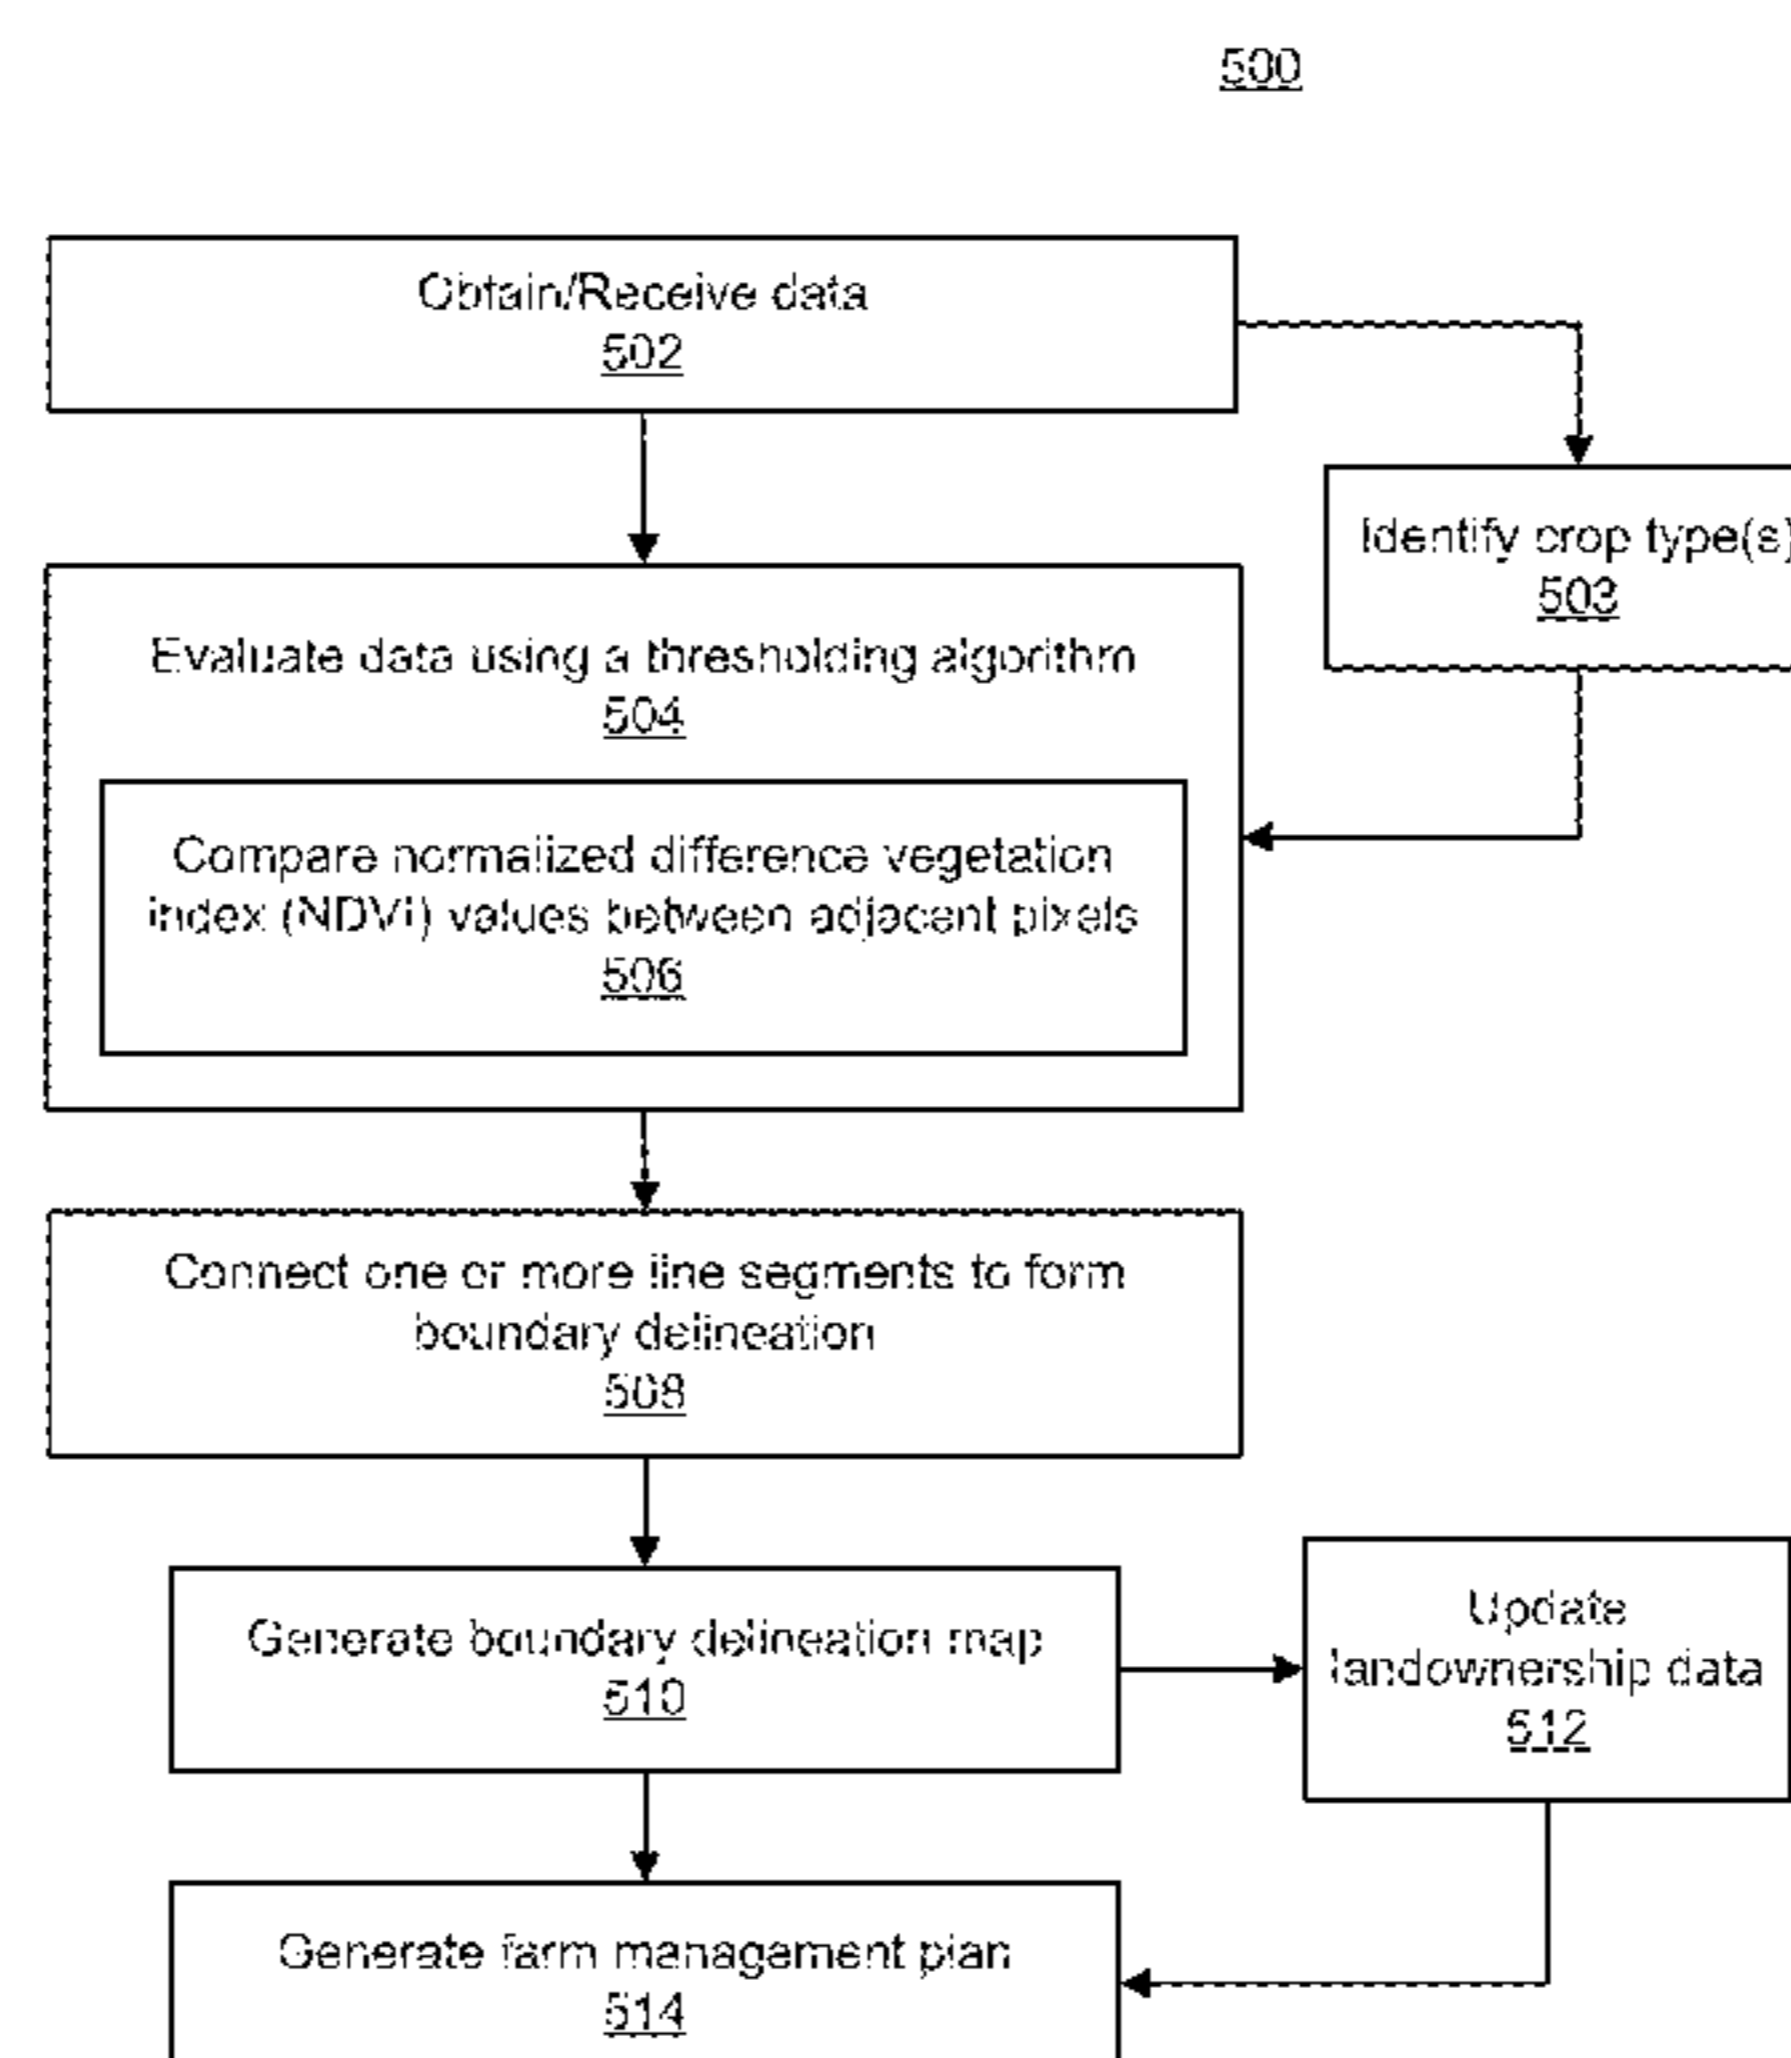 500
Obtain/Receive data
502
Identify crop type(s)
503
Evaluate data using a thresholding algorithm
504
Compare normalized difference vegetation
index (NDVI) values between adjacent pixels
506
Connect one or more line segments to form
boundary delineation
508
Generate boundary delineation map
510
Update
landownership data
512
Generate farm management plan
514